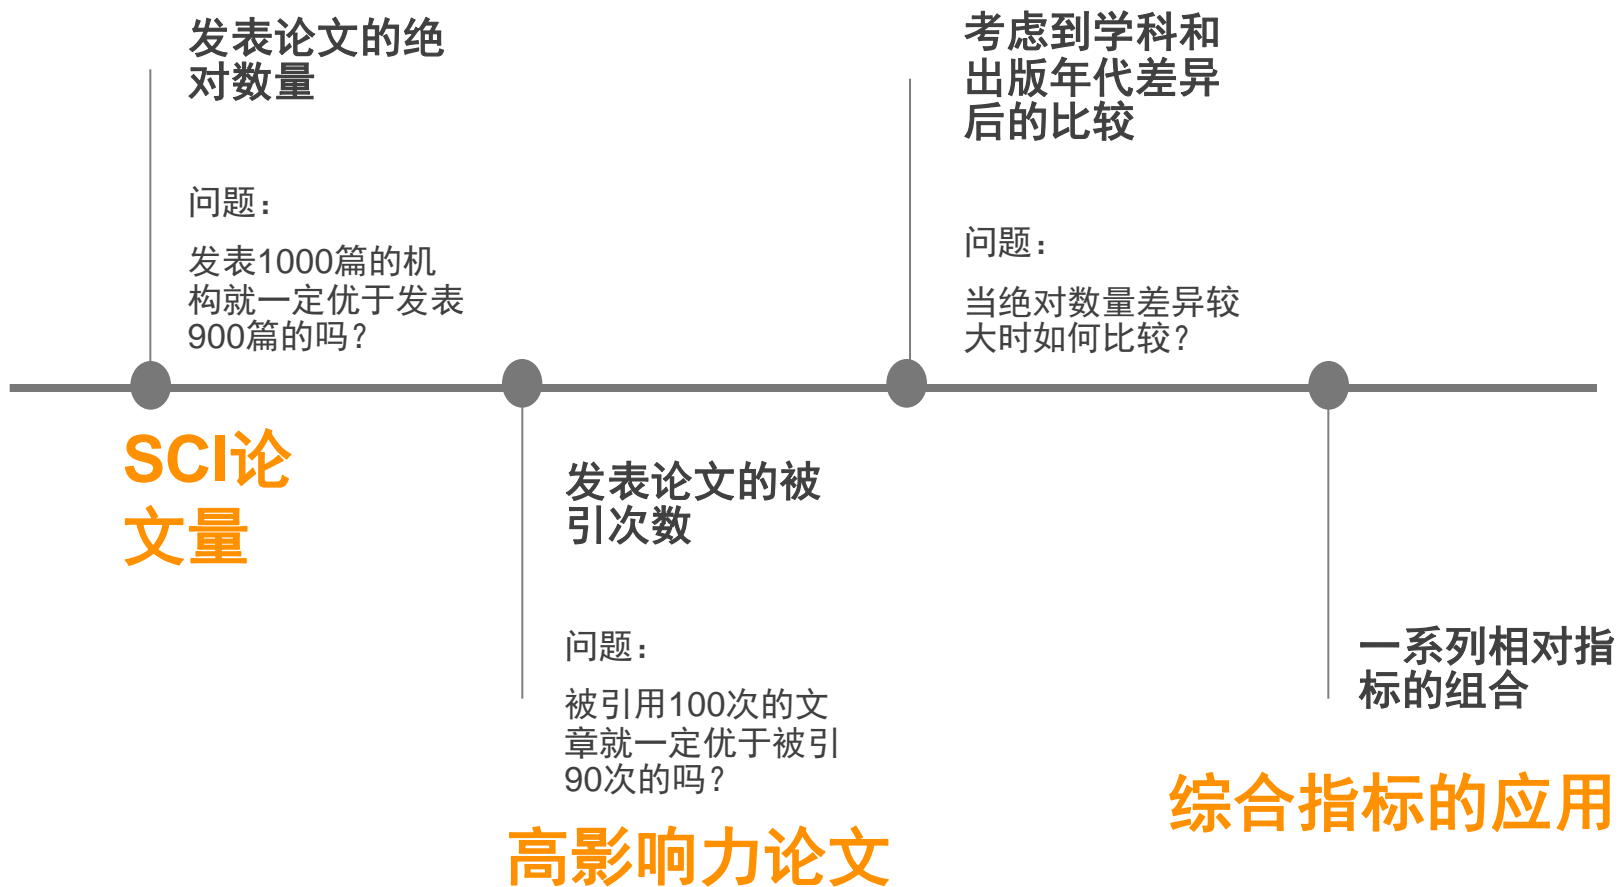 发表论文的绝
对数量
问题：
发表1000篇的机
构就一定优于发表
900篇的吗？
SCI论
文量
发表论文的被
引次数
问题：
被引用100次的文
章就一定优于被引
90次的吗？
高影响力论文
考虑到学科和
出版年代差异
后的比较
问题：
当绝对数量差异较
大时如何比较？
一系列相对指
标的组合
综合指标的应用